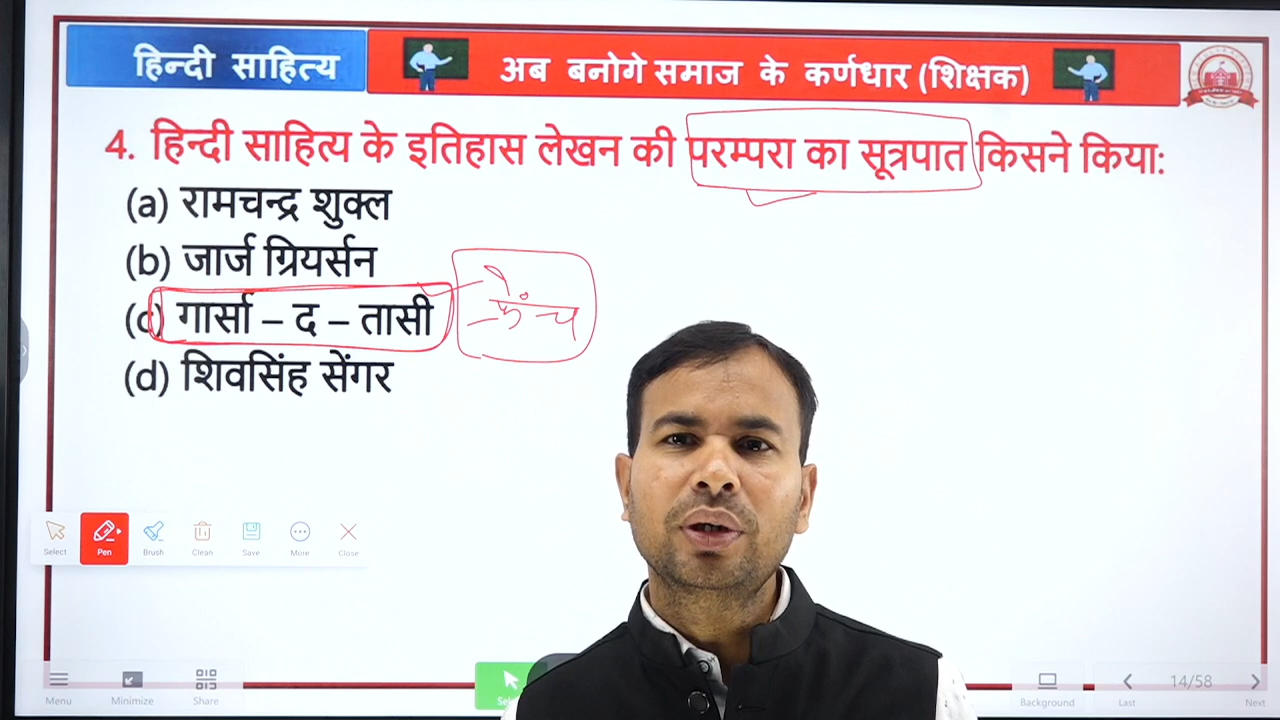 हिन्दी साहित्य
अब बनोगे समाज के कर्णधार (शिक्षक)
4. हिन्दी साहित्य के इतिहास लेखन की परम्परा का सूत्रपात किसने किया:
(a) रामचन्द्र शुक्ल
(b) जार्ज ग्रियर्सन
(c) गार्सा – द – तासी
फ्रेंच
(d) शिवसिंह सेंगर
Select Pen Brush Clean Save More Close
Menu Minimize Share
Background Last 14/58 Next